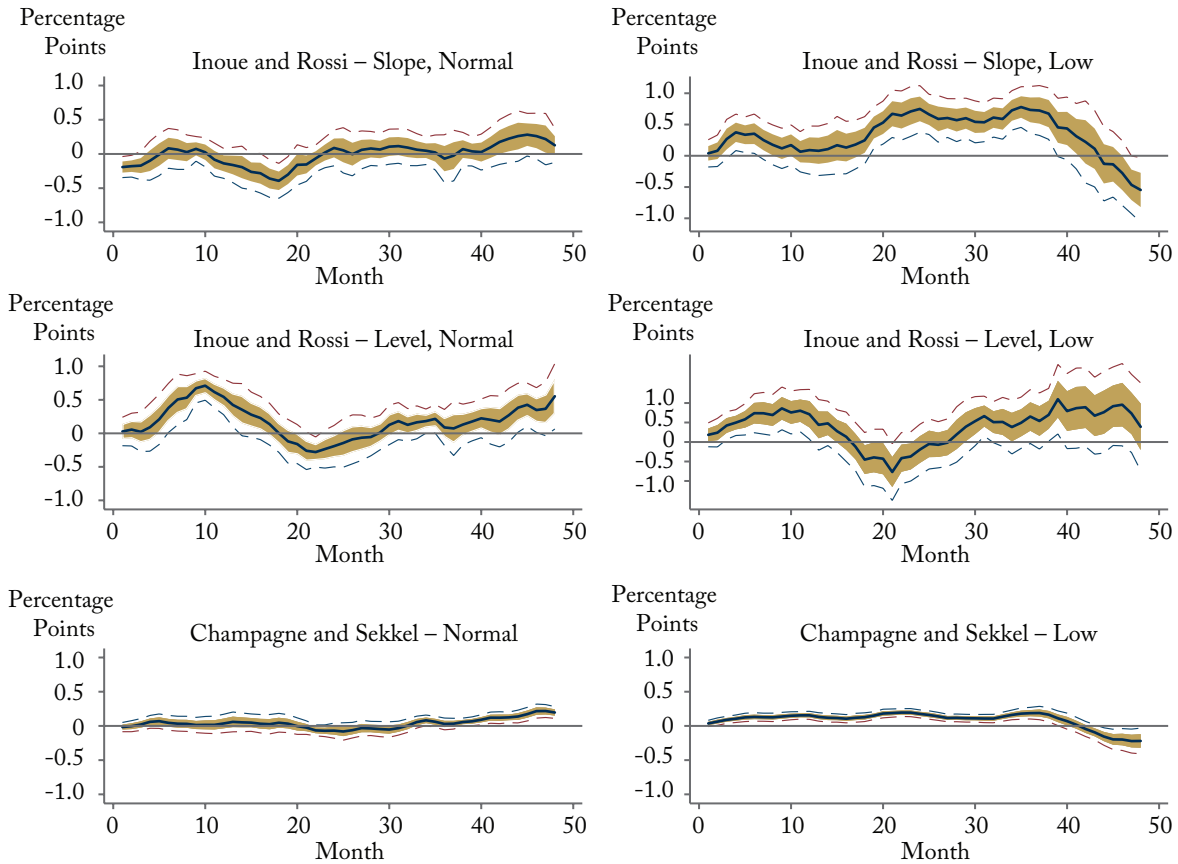 Percentage
Points
Inoue and Rossi – Slope, Normal
1.0
0.5
0
-0.5
-1.0
0 10 20 30 40 50
Month
Percentage
Points
Inoue and Rossi – Slope, Low
1.0
0.5
0
-0.5
-1.0
0 10 20 30 40 50
Month
Percentage
Points
Inoue and Rossi – Level, Normal
1.0
0.5
0
-0.5
-1.0
0 10 20 30 40 50
Month
Percentage
Points
Inoue and Rossi – Level, Low
1.0
0.5
0
-0.5
-1.0
0 10 20 30 40 50
Month
Percentage
Points
Champagne and Sekkel – Normal
1.0
0.5
0
-0.5
-1.0
0 10 20 30 40 50
Month
Percentage
Points
Champagne and Sekkel – Low
1.0
0.5
0
-0.5
-1.0
0 10 20 30 40 50
Month